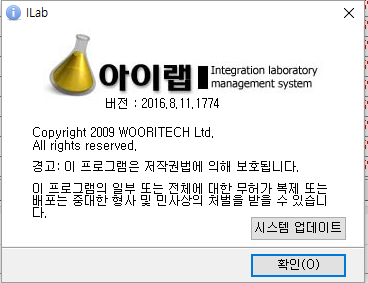 ILab
아이랩
Integration laboratory
management system
버전 : 2016.8.11.1774
Copyright 2009 WOORITECH Ltd.
All rights reserved.
경고: 이 프로그램은 저작권법에 의해 보호됩니다.
이 프로그램의 일부 또는 전체에 대한 무허가 복제 또는
배포는 중대한 형사 및 민사상의 처벌을 받을 수 있습니
다.
시스템 업데이트
확인(O)